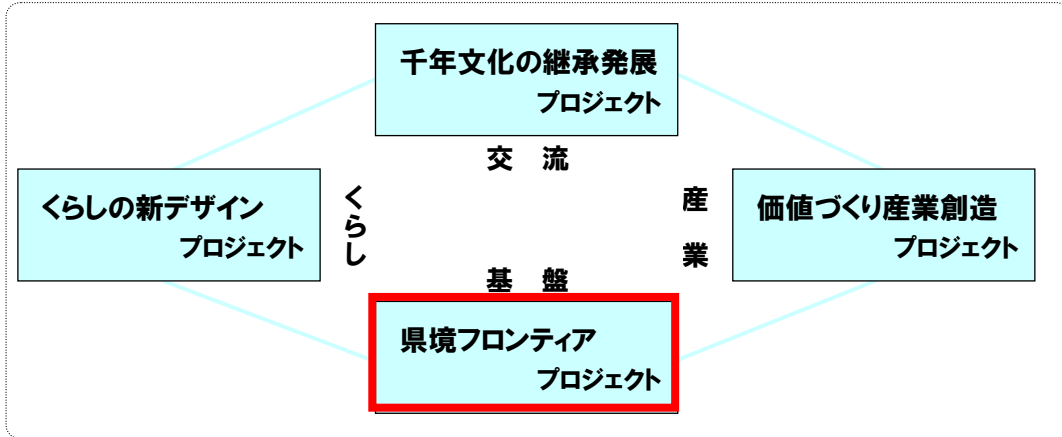 千年文化の継承発展
プロジェクト
交　流
くらしの新デザイン
プロジェクト
くらし
産　業
価値づくり産業創造
プロジェクト
基　盤
県境フロンティア
プロジェクト